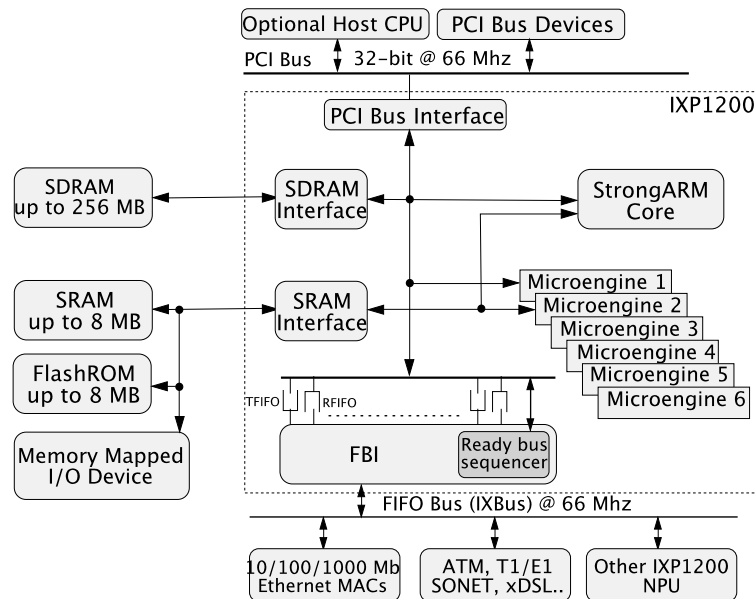 Optional Host CPU
PCI Bus Devices
PCI Bus
32-bit @ 66 Mhz
IXP1200
PCI Bus Interface
SDRAM
up to 256 MB
SDRAM
Interface
StrongARM
Core
SRAM
up to 8 MB
SRAM
Interface
Microengine 1
Microengine 2
Microengine 3
Microengine 4
Microengine 5
Microengine 6
FlashROM
up to 8 MB
TFIFO
RFIFO
Memory Mapped
I/O Device
FBI
Ready bus
sequencer
FIFO Bus (IXBus) @ 66 Mhz
10/100/1000 Mb
Ethernet MACs
ATM, T1/E1
SONET, xDSL..
Other IXP1200
NPU